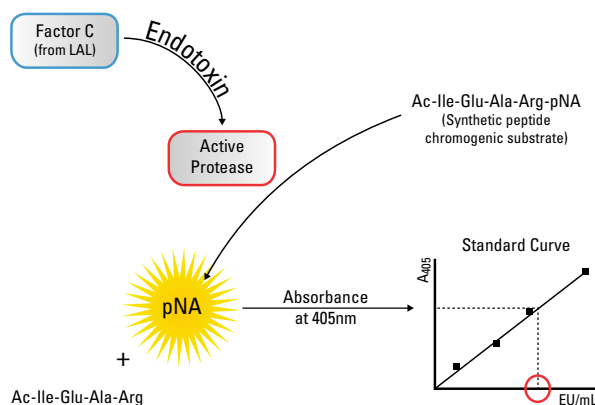 Factor C
(from LAL)
Endotoxin
Active
Protease
Ac-Ile-Glu-Ala-Arg-pNA
(Synthetic peptide
chromogenic substrate)
pNA
+
Ac-Ile-Glu-Ala-Arg
Absorbance
at 405nm
Standard Curve
A405
EU/mL